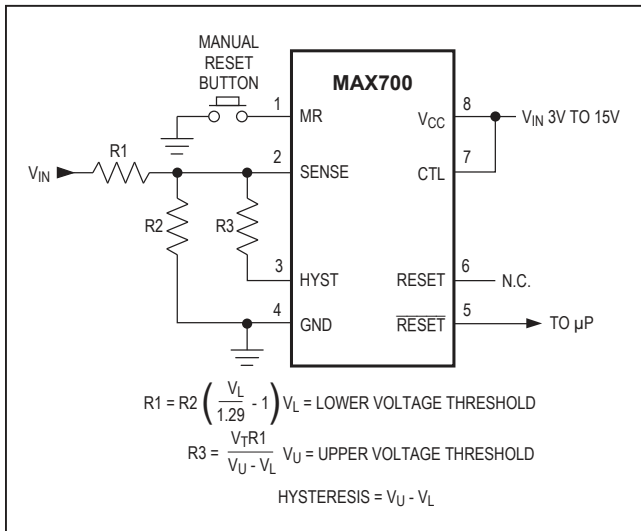 MANUAL
RESET
BUTTON
MAX700
1
MR
8
VCC
VIN 3V TO 15V
R1
VIN
2
SENSE
7
CTL
R2
R3
3
HYST
6
RESET
N.C.
4
GND
5
RESET
TO µP
R1 = R2 ( VL / 1.29 - 1 ) VL = LOWER VOLTAGE THRESHOLD
R3 = VTR1 / VU - VL VU = UPPER VOLTAGE THRESHOLD
HYSTERESIS = VU - VL